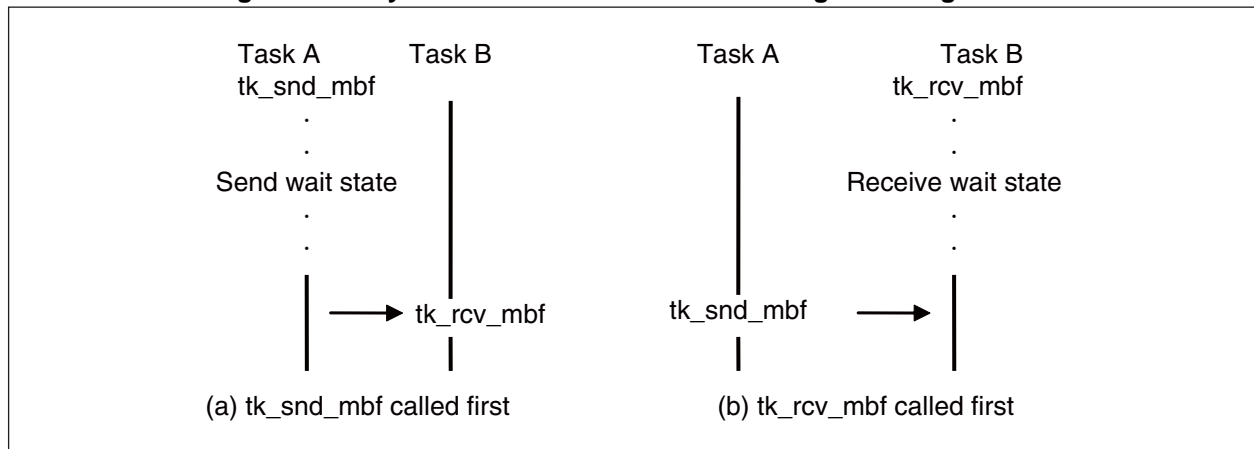 Task A Task B
tk_snd_mbf
Send wait state
tk_rcv_mbf
(a) tk_snd_mbf called first
Task A Task B
tk_rcv_mbf
Receive wait state
tk_snd_mbf
(b) tk_rcv_mbf called first